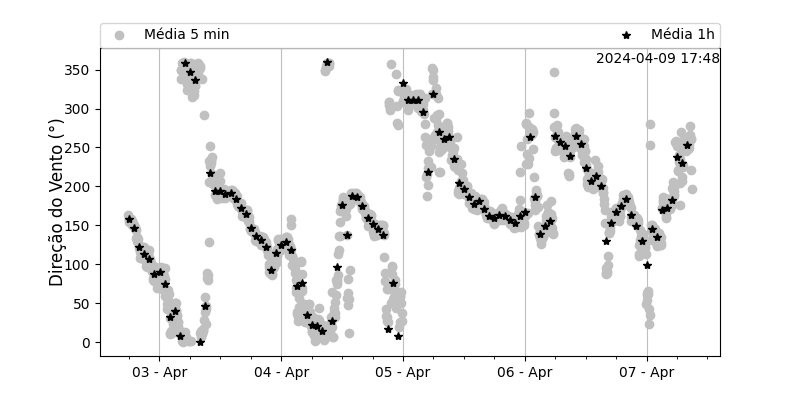 Média 5 min
Média 1h
2024-04-09 17:48
Direção do Vento (°)
350
300
250
200
150
100
50
0
03 - Apr
04 - Apr
05 - Apr
06 - Apr
07 - Apr